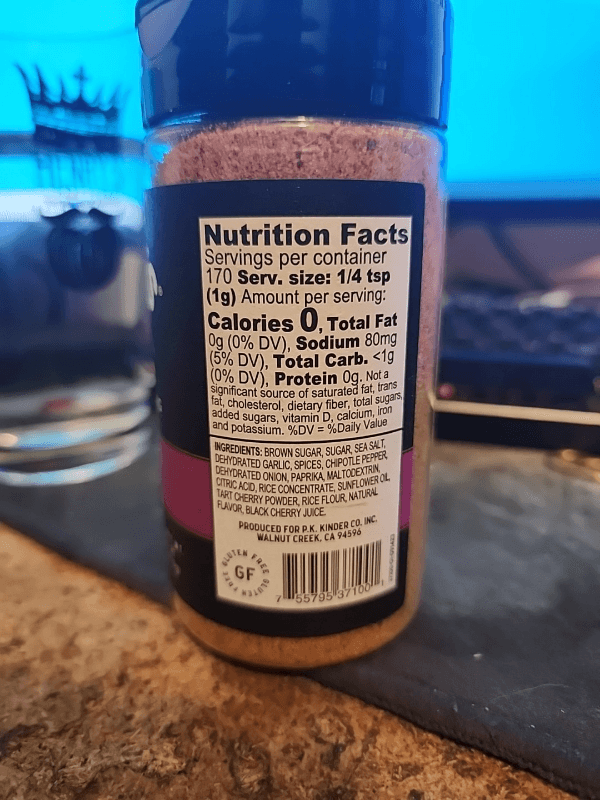 Nutrition Facts
Servings per container
170 Serv. size: 1/4 tsp
(1g) Amount per serving:
Calories 0, Total Fat
0g (0% DV), Sodium 80mg
(5% DV), Total Carb. <1g
(0% DV), Protein 0g. Not a
significant source of saturated fat, trans
fat, cholesterol, dietary fiber, total sugars,
added sugars, vitamin D, calcium, iron
and potassium. %DV = %Daily Value
INGREDIENTS: BROWN SUGAR, SUGAR, SEA SALT,
DEHYDRATED GARLIC, SPICES, CHIPOTLE PEPPER,
DEHYDRATED ONION, PAPRIKA, MALTODEXTRIN,
CITRIC ACID, RICE CONCENTRATE, SUNFLOWER OIL,
TART CHERRY POWDER, RICE FLOUR, NATURAL
FLAVOR, BLACK CHERRY JUICE.
PRODUCED FOR P.K. KINDER CO. INC.
WALNUT CREEK, CA 94596
GLUTEN FREE GLUTEN FREE
GF
7 55795 37100